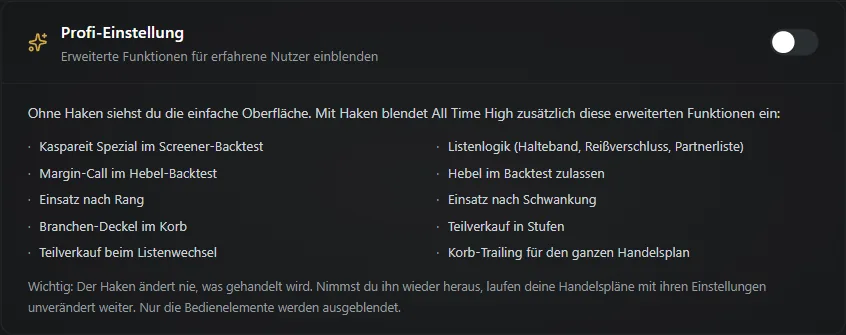 Profi-Einstellung
Erweiterte Funktionen für erfahrene Nutzer einblenden
Ohne Haken siehst du die einfache Oberfläche. Mit Haken blendet All Time High zusätzlich diese erweiterten Funktionen ein:
· Kaspareit Spezial im Screener-Backtest
· Listenlogik (Halteband, Reißverschluss, Partnerliste)
· Margin-Call im Hebel-Backtest
· Hebel im Backtest zulassen
· Einsatz nach Rang
· Einsatz nach Schwankung
· Branchen-Deckel im Korb
· Teilverkauf in Stufen
· Teilverkauf beim Listenwechsel
· Korb-Trailing für den ganzen Handelsplan
Wichtig: Der Haken ändert nie, was gehandelt wird. Nimmst du ihn wieder heraus, laufen deine Handelspläne mit ihren Einstellungen
unverändert weiter. Nur die Bedienelemente werden ausgeblendet.